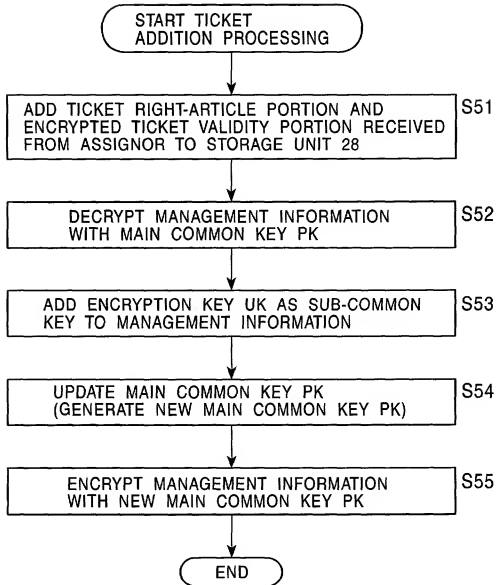 START TICKET
ADDITION PROCESSING
ADD TICKET RIGHT-ARTICLE PORTION AND
ENCRYPTED TICKET VALIDITY PORTION RECEIVED
FROM ASSIGNOR TO STORAGE UNIT 28
S51
DECRYPT MANAGEMENT INFORMATION
WITH MAIN COMMON KEY PK
S52
ADD ENCRYPTION KEY UK AS SUB-COMMON
KEY TO MANAGEMENT INFORMATION
S53
UPDATE MAIN COMMON KEY PK
(GENERATE NEW MAIN COMMON KEY PK)
S54
ENCRYPT MANAGEMENT INFORMATION
WITH NEW MAIN COMMON KEY PK
S55
END